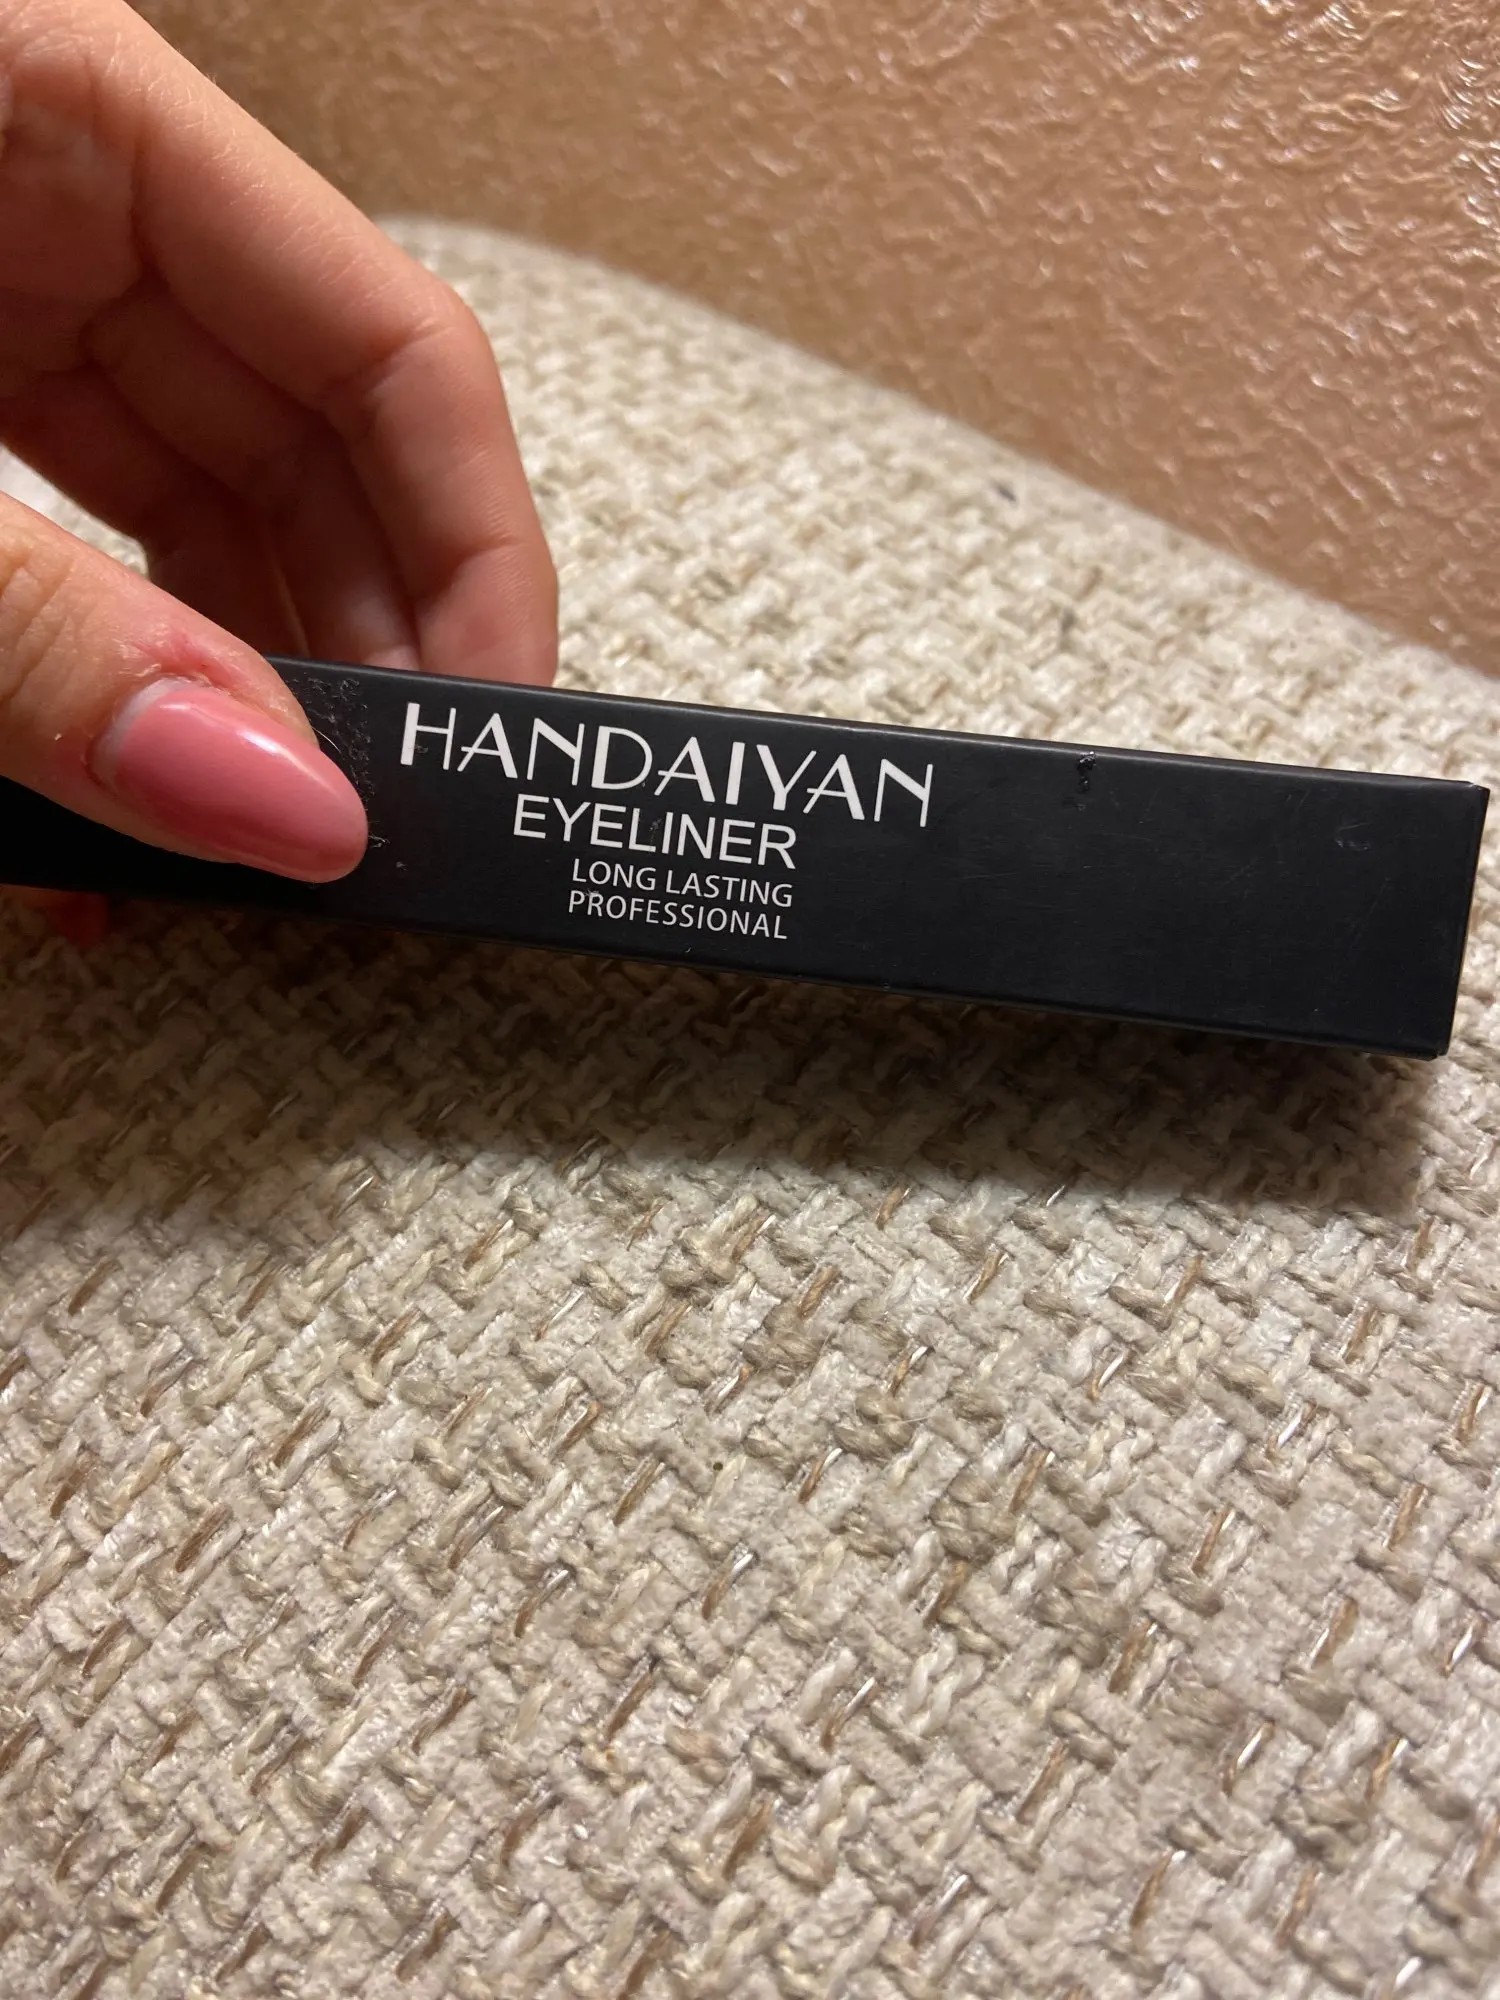 HANDAIYAN
EYELINER
LONG LASTING
PROFESSIONAL